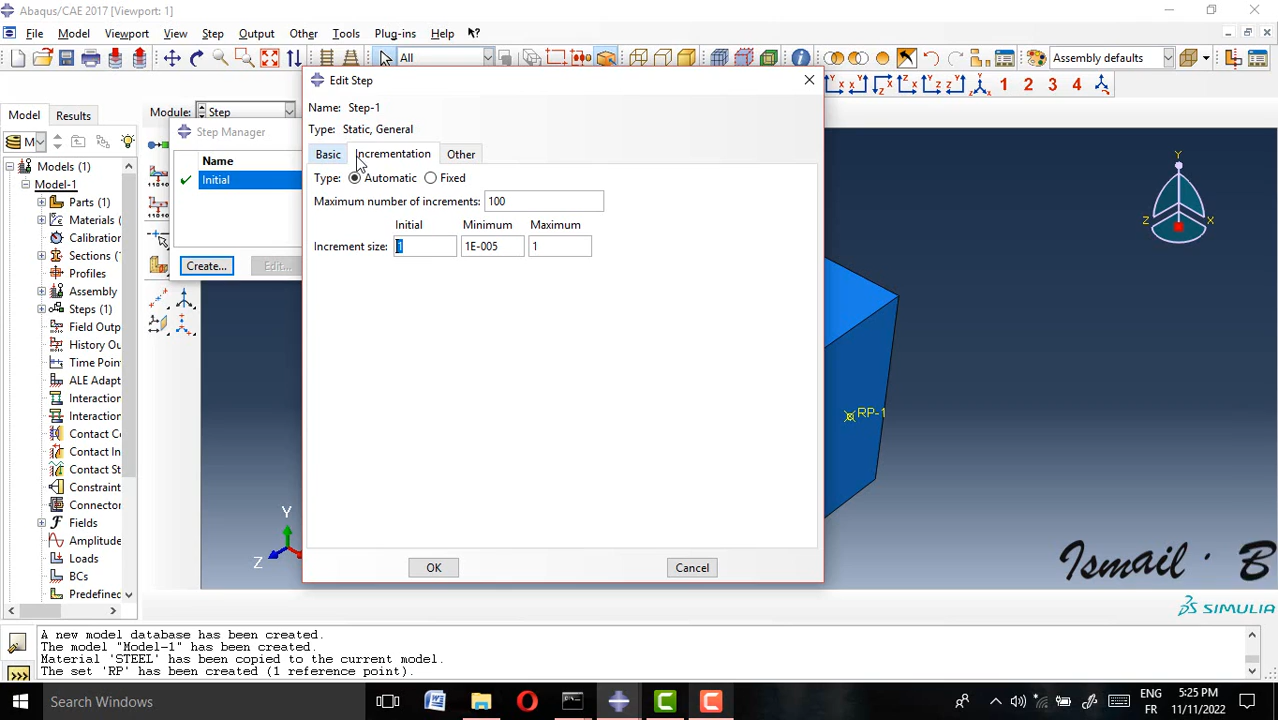 Abaqus/CAE 2017 [Viewport: 1]
File Model Viewport View Step Output Other Tools Plug-ins Help
All
Assembly defaults
1 2 3 4
Model Results
Module: Step
Edit Step
Name: Step-1
Type: Static, General
Basic Incrementation Other
Type: Automatic Fixed
Maximum number of increments: 100
Initial Minimum Maximum
Increment size: 1 1E-005 1
OK Cancel
Step Manager
Name
Initial
Create... Edit...
M
Models (1)
Model-1
Parts (1)
Materials
Calibration
Sections (1)
Profiles
Assembly
Steps (1)
Field Outp
History Ou
Time Poin
ALE Adapt
Interaction
Interaction
Contact Co
Contact In
Contact St
Constraint
Connector
Fields
Amplitude
Loads
BCs
Predefined
Y
Z
Y
Z X
RP-1
Ismail · B
SIMULIA
A new model database has been created.
The model "Model-1" has been created.
Material 'STEEL' has been copied to the current model.
The set 'RP' has been created (1 reference point).
>>>
Search Windows
ENG
FR
5:25 PM
11/11/2022